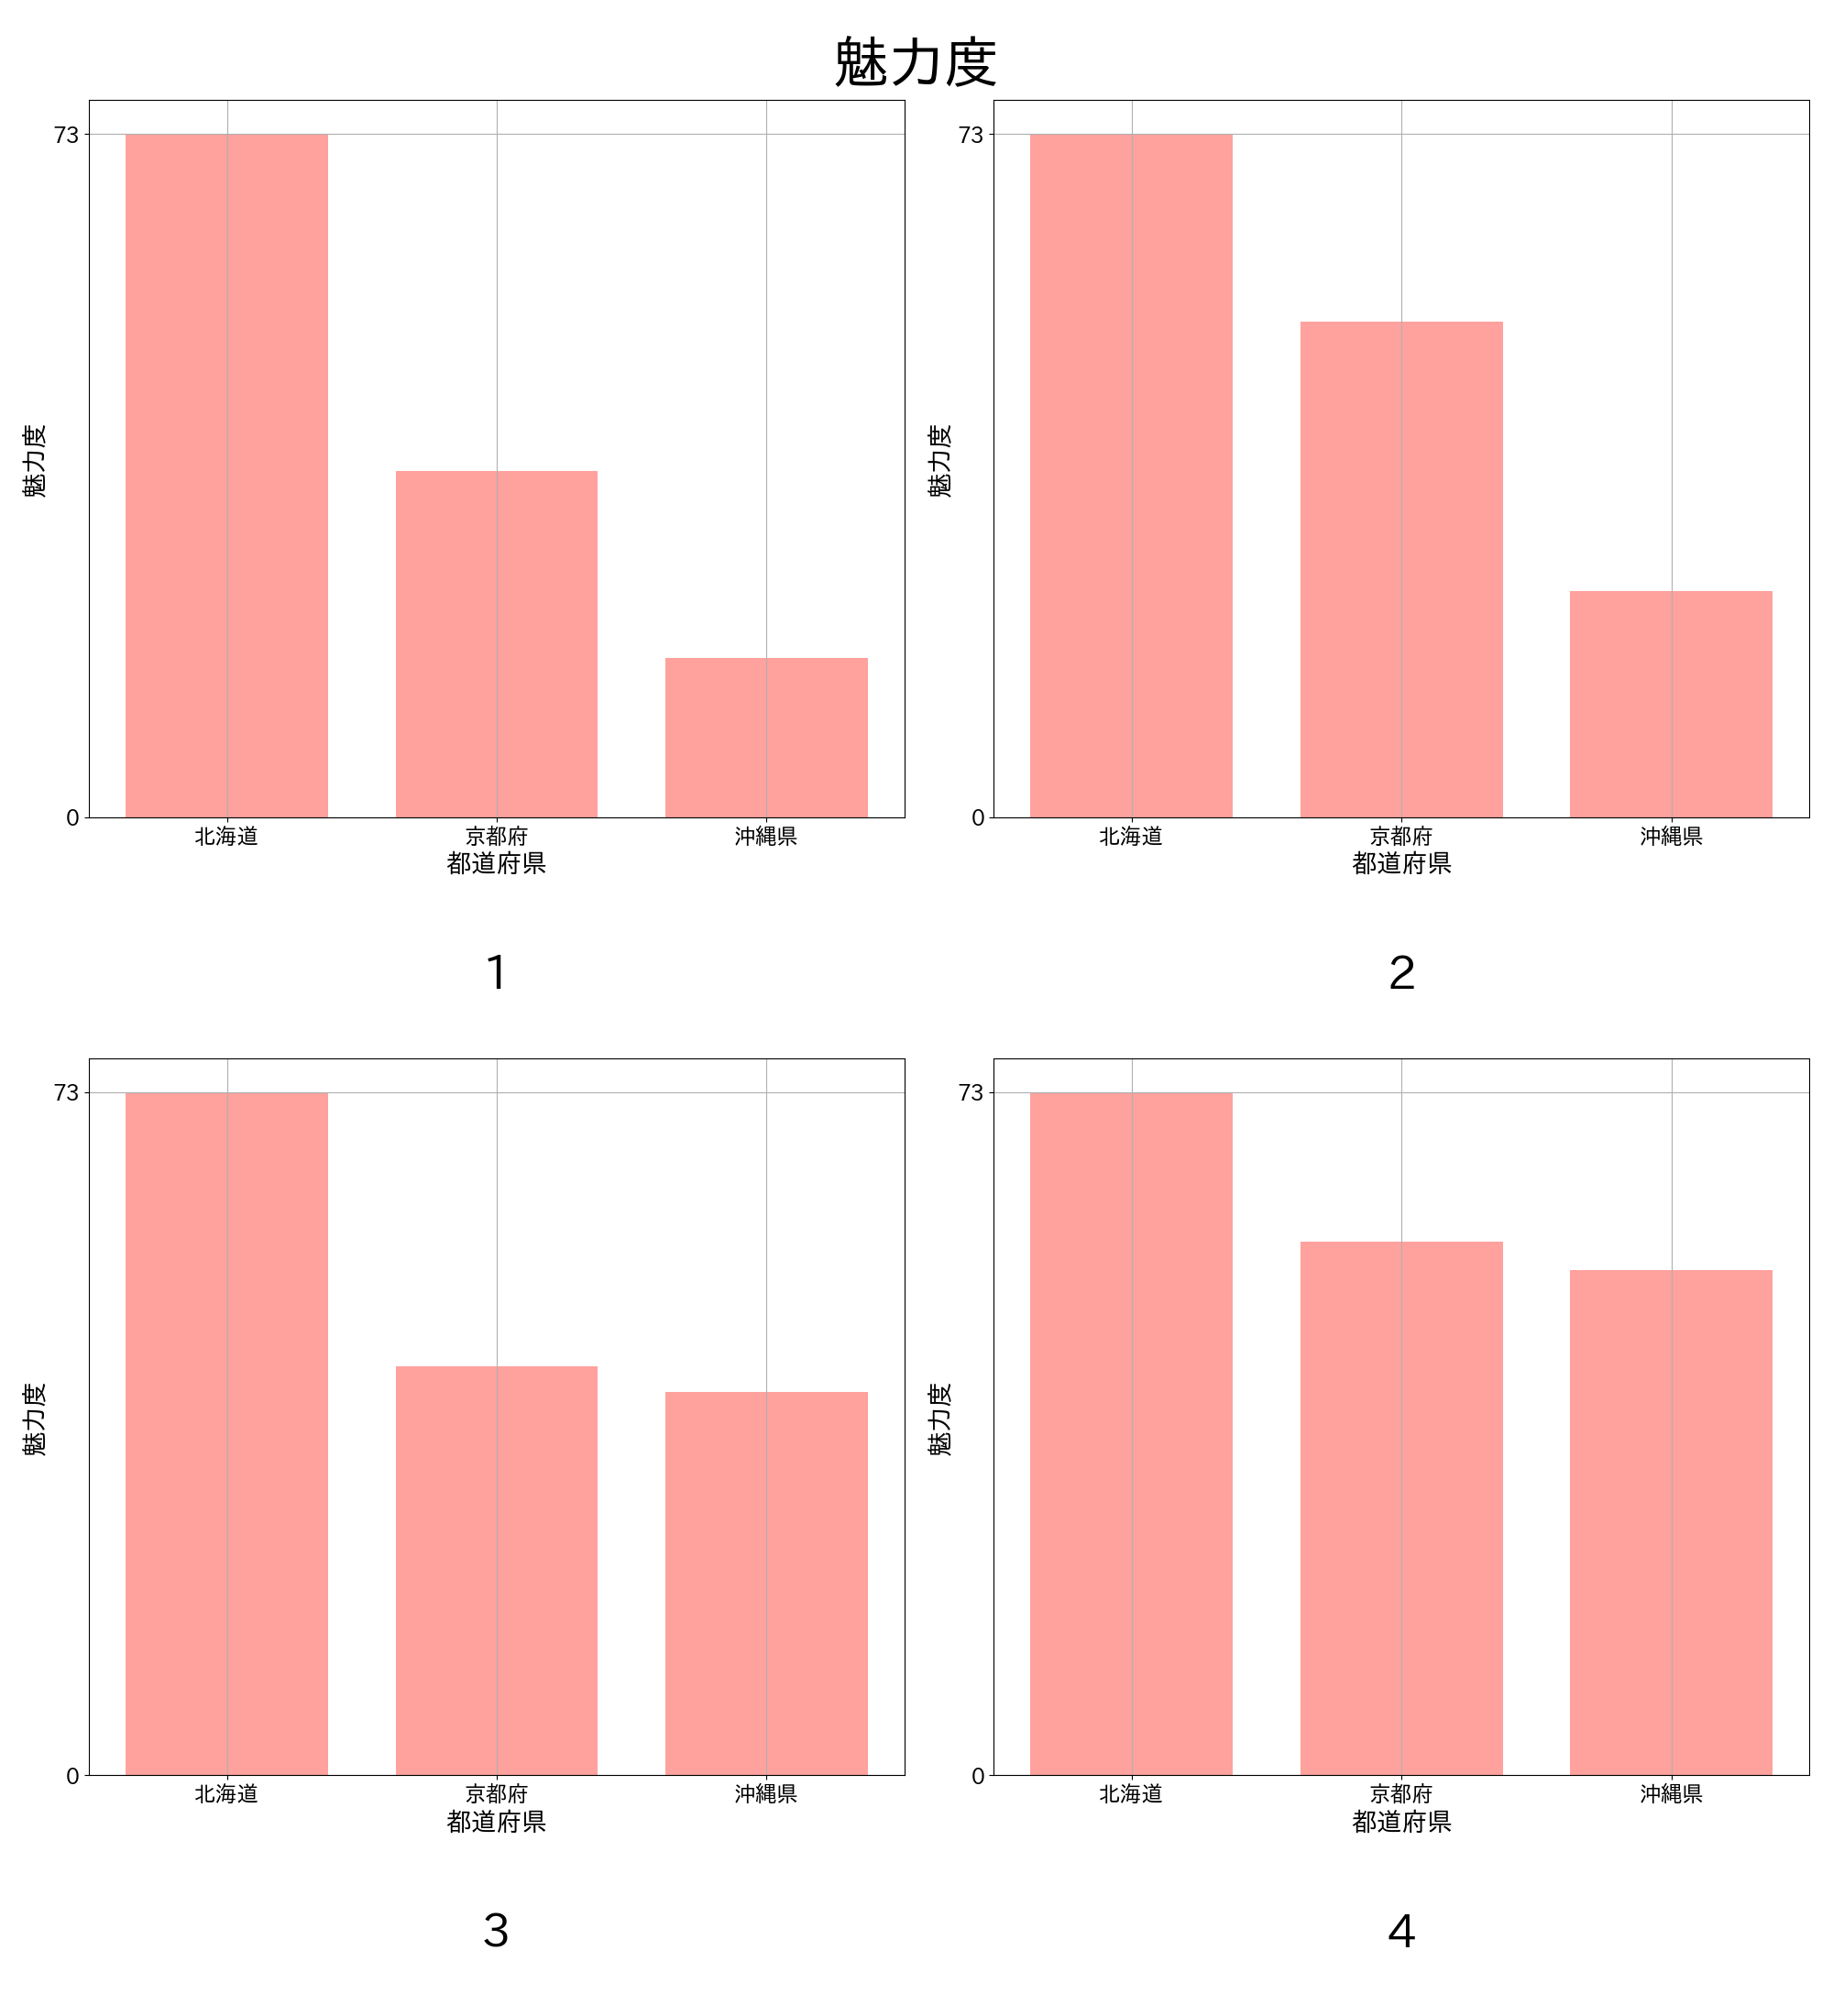 魅力度
73
魅力度
0
北海道 京都府 沖縄県
都道府県
1
73
魅力度
0
北海道 京都府 沖縄県
都道府県
2
73
魅力度
0
北海道 京都府 沖縄県
都道府県
3
73
魅力度
0
北海道 京都府 沖縄県
都道府県
4